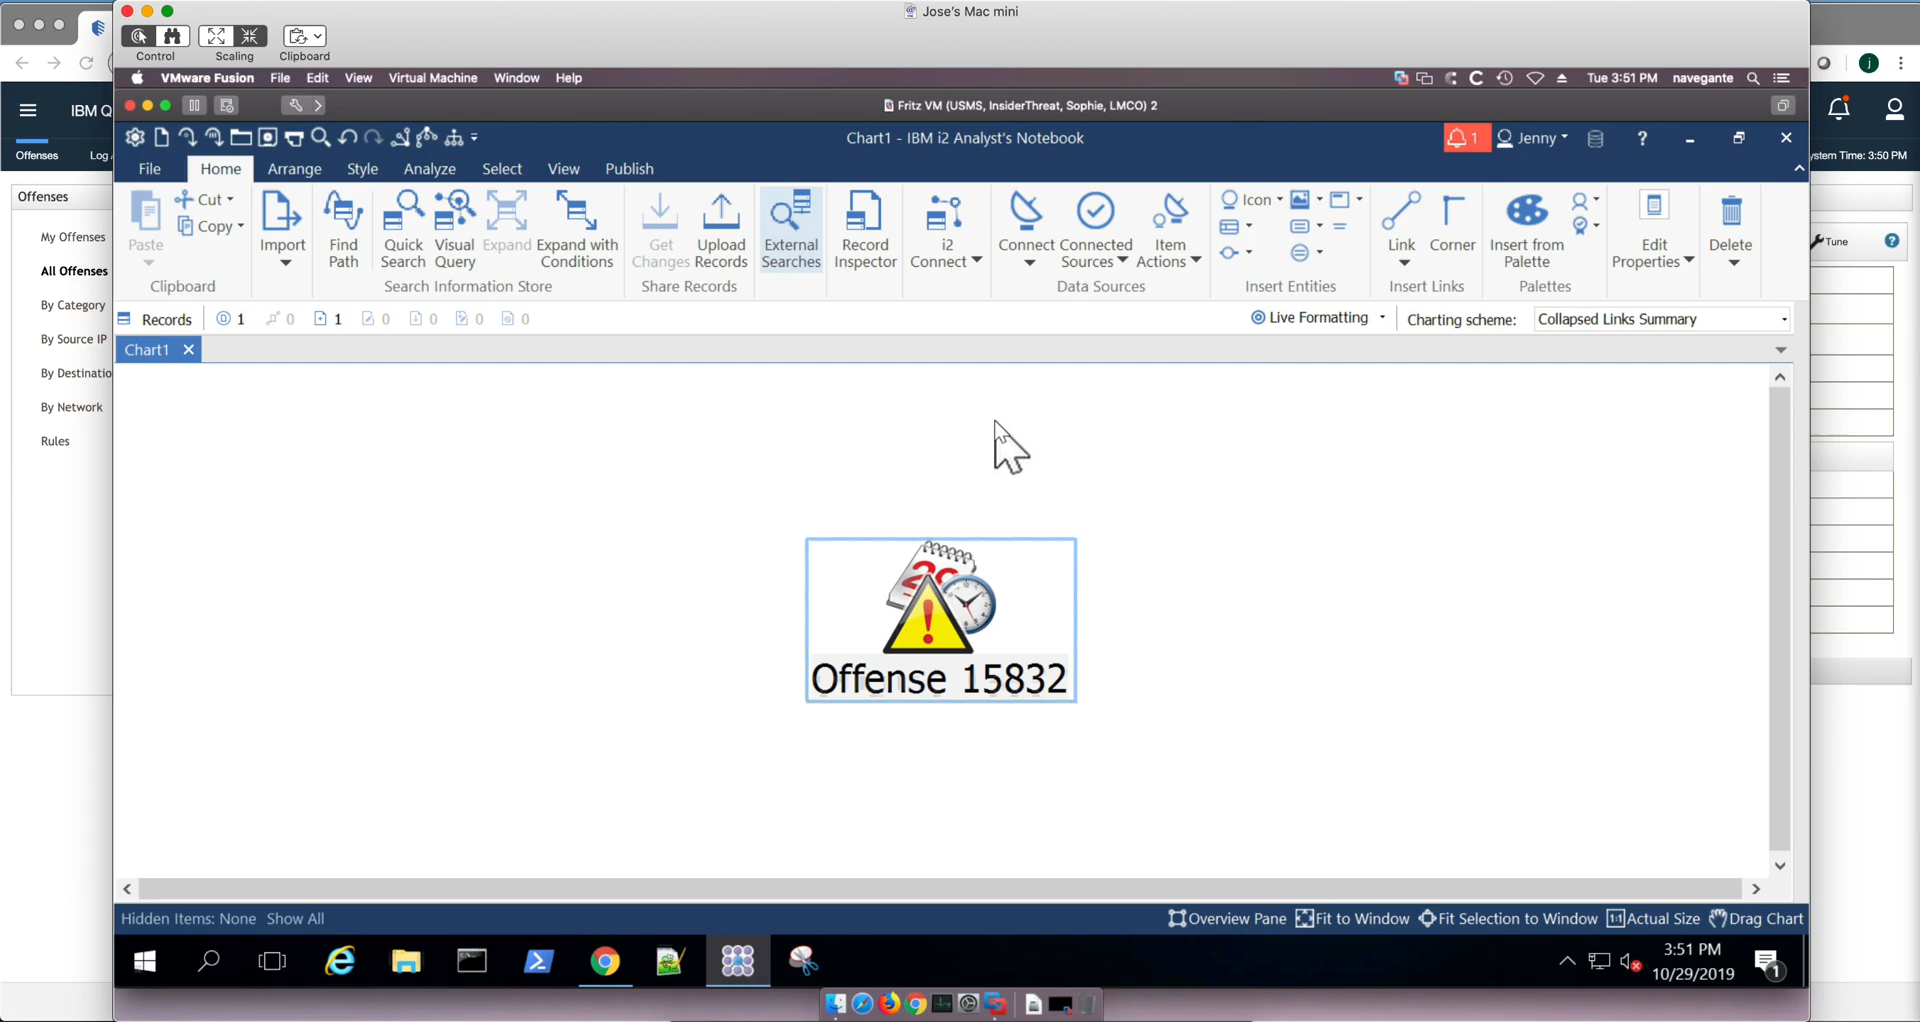 Jose's Mac mini
Control
Scaling
Clipboard
VMware Fusion File Edit View Virtual Machine Window Help
Tue 3:51 PM navegante
Fritz VM (USMS, InsiderThreat, Sophie, LMCO) 2
IBM Q
Offenses
Log
ystem Time: 3:50 PM
Chart1 - IBM i2 Analyst's Notebook
1
Jenny
?
File Home Arrange Style Analyze Select View Publish
Paste
Cut
Copy
Clipboard
Import
Find Path
Quick Search
Visual Query
Expand
Expand with Conditions
Search Information Store
Get Changes
Upload Records
Share Records
External Searches
Record Inspector
i2 Connect
Connect
Connected Sources
Item Actions
Data Sources
Icon
Insert Entities
Link
Corner
Insert Links
Insert from Palette
Palettes
Edit Properties
Delete
Records 1 0 1 0 0 0 0
Live Formatting
Charting scheme: Collapsed Links Summary
Chart1
Offenses
My Offenses
All Offenses
By Category
By Source IP
By Destinatio
By Network
Rules
j
Tune
?
Offense 15832
Hidden Items: None Show All
Overview Pane Fit to Window Fit Selection to Window 1:1 Actual Size Drag Chart
3:51 PM
10/29/2019
1